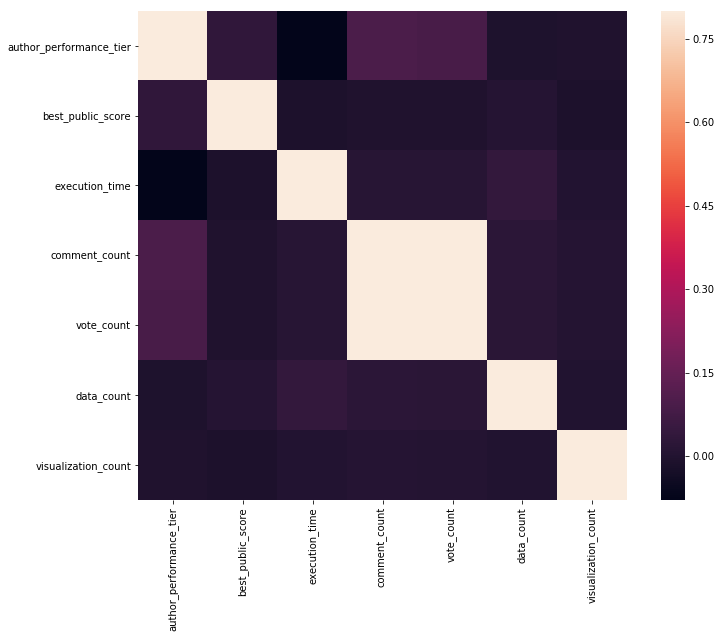 author_performance_tier
best_public_score
execution_time
comment_count
vote_count
data_count
visualization_count
author_performance_tier
best_public_score
execution_time
comment_count
vote_count
data_count
visualization_count
0.75
0.60
0.45
0.30
0.15
0.00